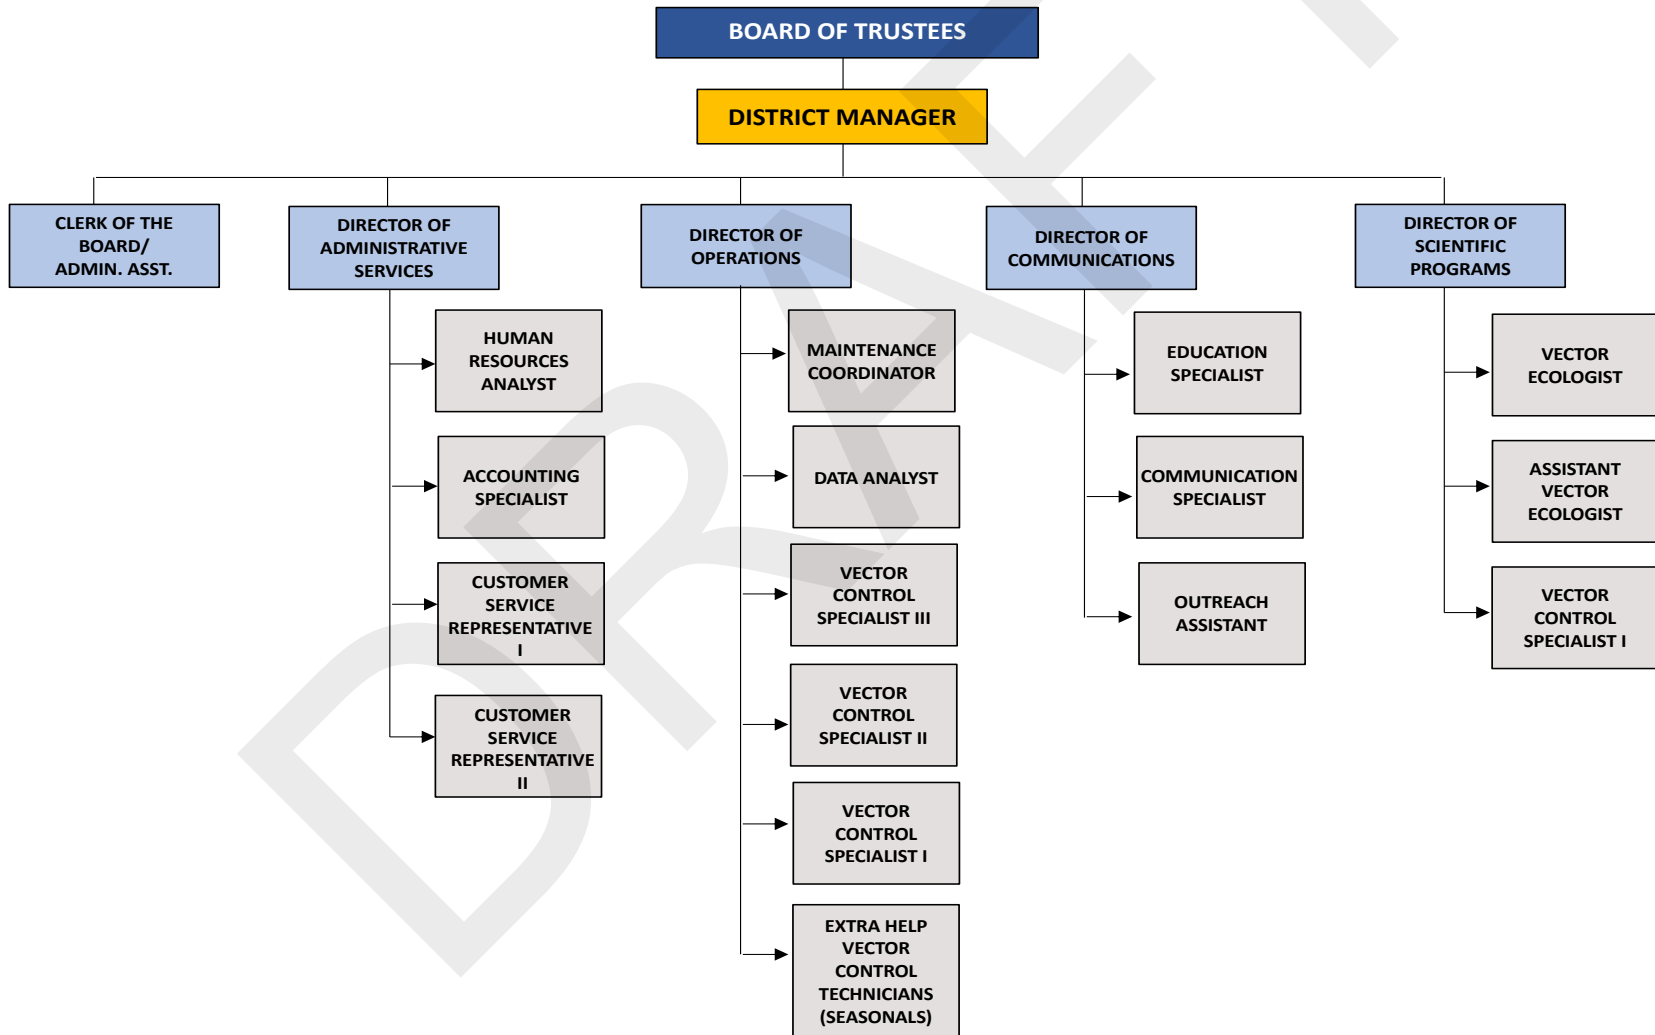 BOARD OF TRUSTEES
DISTRICT MANAGER
CLERK OF THE
BOARD/
ADMIN. ASST.
DIRECTOR OF
ADMINISTRATIVE
SERVICES
HUMAN
RESOURCES
ANALYST
ACCOUNTING
SPECIALIST
CUSTOMER
SERVICE
REPRESENTATIVE
I
CUSTOMER
SERVICE
REPRESENTATIVE
II
DIRECTOR OF
OPERATIONS
MAINTENANCE
COORDINATOR
DATA ANALYST
VECTOR
CONTROL
SPECIALIST III
VECTOR
CONTROL
SPECIALIST II
VECTOR
CONTROL
SPECIALIST I
EXTRA HELP
VECTOR
CONTROL
TECHNICIANS
(SEASONALS)
DIRECTOR OF
COMMUNICATIONS
EDUCATION
SPECIALIST
COMMUNICATION
SPECIALIST
OUTREACH
ASSISTANT
DIRECTOR OF
SCIENTIFIC
PROGRAMS
VECTOR
ECOLOGIST
ASSISTANT
VECTOR
ECOLOGIST
VECTOR
CONTROL
SPECIALIST I
DRAFT